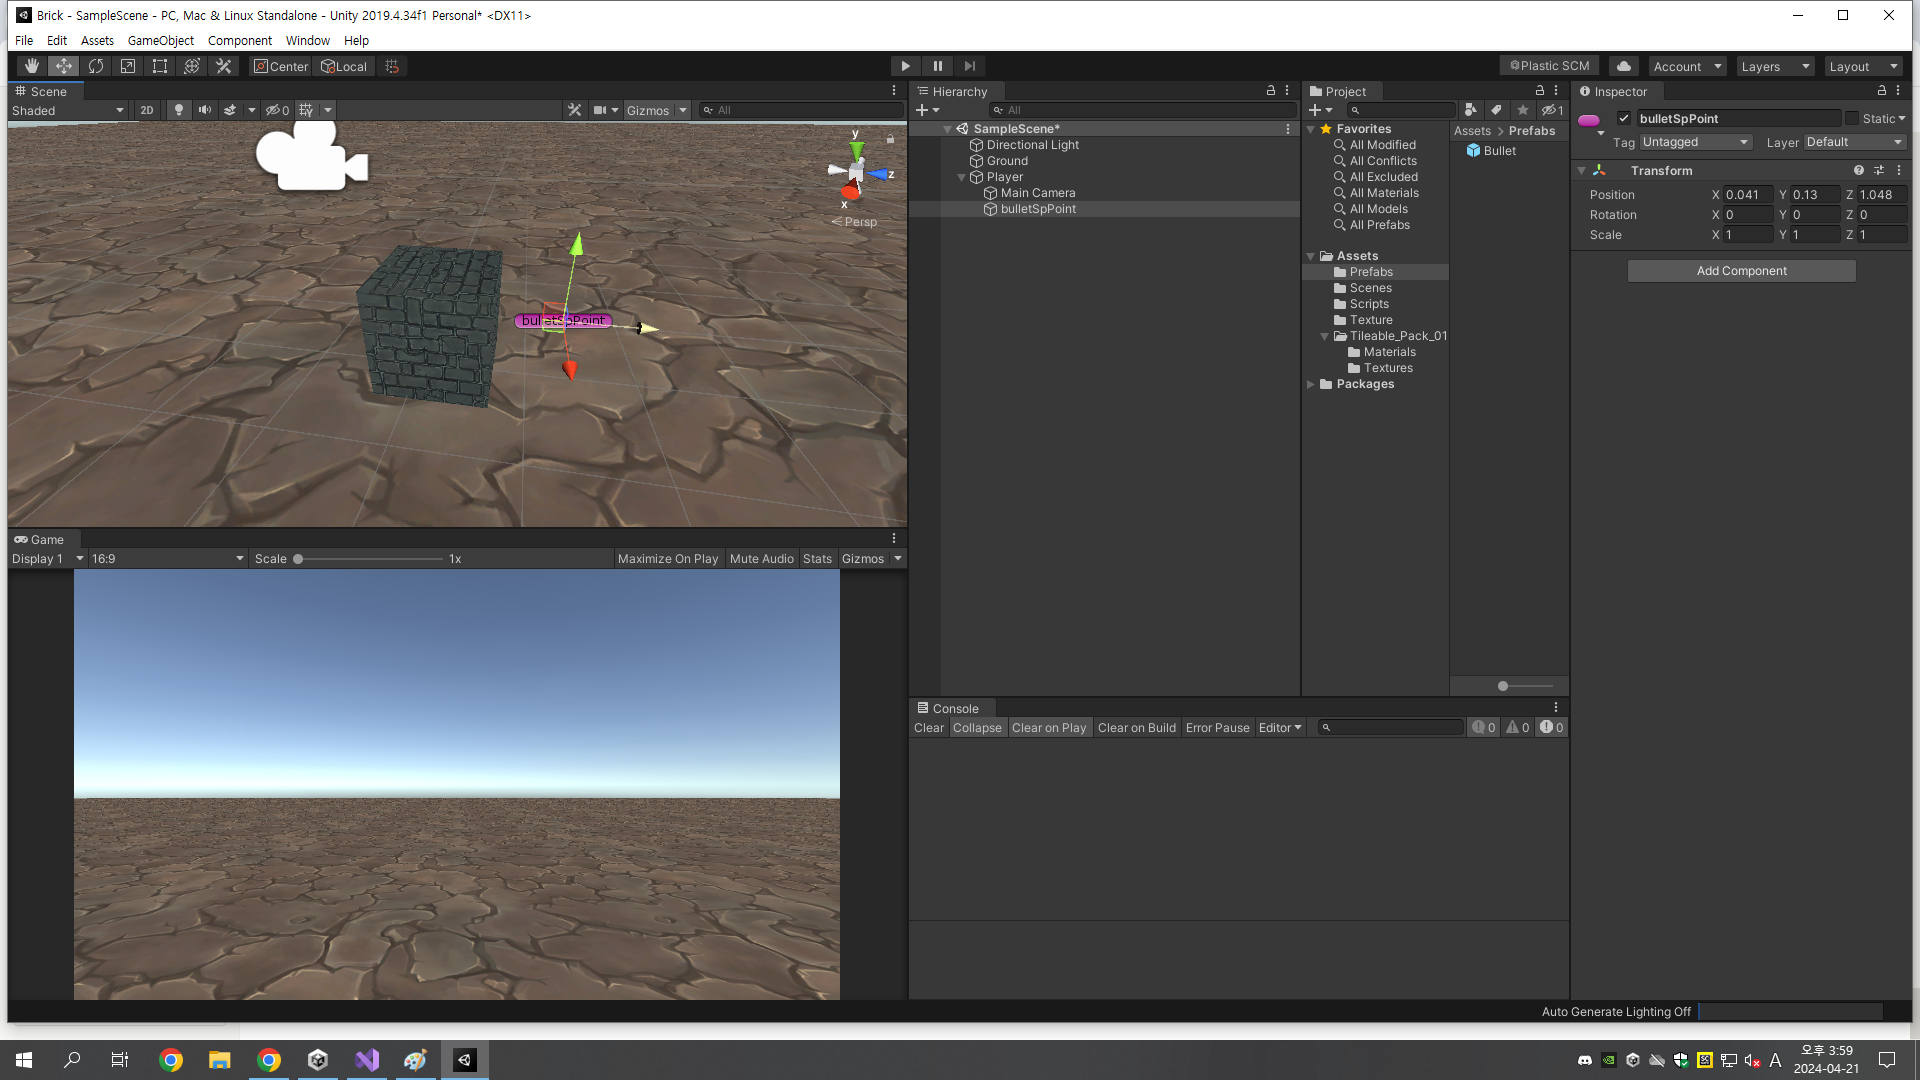 Brick - SampleScene - PC, Mac & Linux Standalone - Unity 2019.4.34f1 Personal* <DX11>
File Edit Assets GameObject Component Window Help
Center Local Plastic SCM Account Layers Layout
Scene
Shaded 2D 0 Gizmos All
y
z
x
Persp
bulletSpPoint
Hierarchy
All
SampleScene*
Directional Light
Ground
Player
Main Camera
bulletSpPoint
Project
1
Favorites
All Modified
All Conflicts
All Excluded
All Materials
All Models
All Prefabs
Assets
Prefabs
Scenes
Scripts
Texture
Tileable_Pack_01
Materials
Textures
Packages
Assets > Prefabs
Bullet
Inspector
bulletSpPoint Static
Tag Untagged Layer Default
Transform
Position X 0.041 Y 0.13 Z 1.048
Rotation X 0 Y 0 Z 0
Scale X 1 Y 1 Z 1
Add Component
Game
Display 1 16:9 Scale 1x Maximize On Play Mute Audio Stats Gizmos
Console
Clear Collapse Clear on Play Clear on Build Error Pause Editor 0 0 0
Auto Generate Lighting Off
A
오후 3:59
2024-04-21